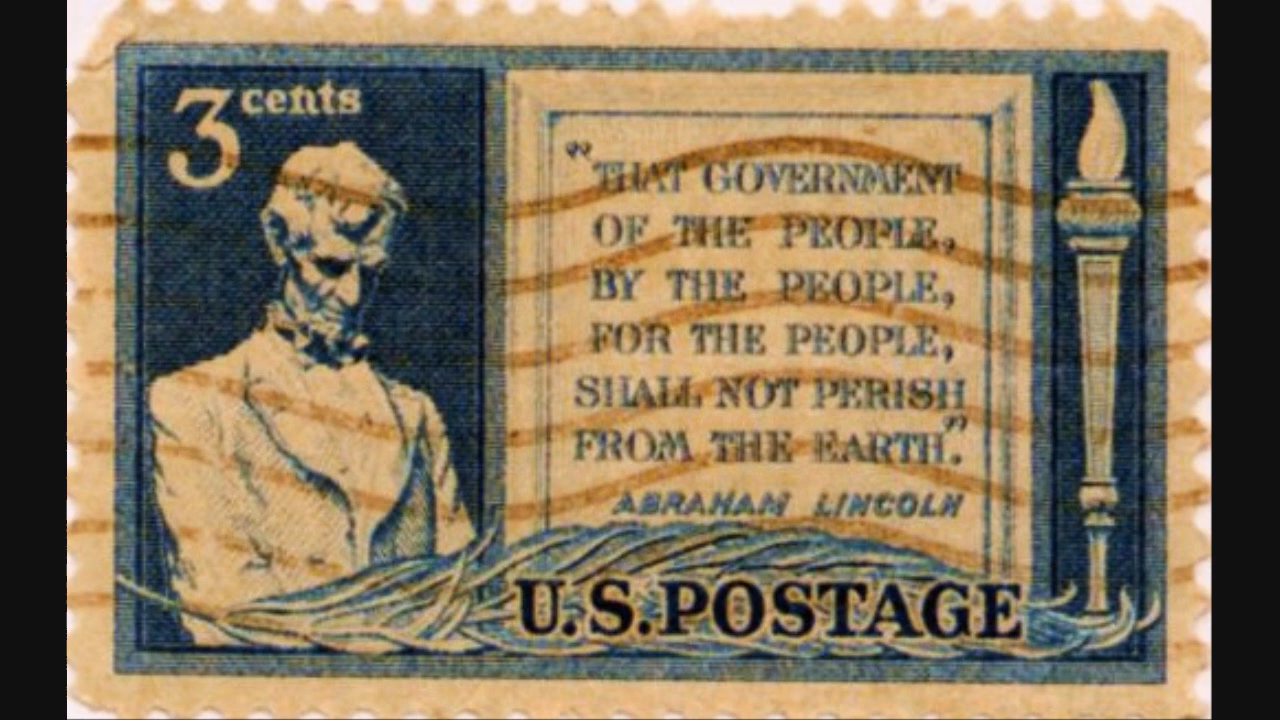 3 cents
"THAT GOVERNMENT
OF THE PEOPLE,
BY THE PEOPLE,
FOR THE PEOPLE,
SHALL NOT PERISH
FROM THE EARTH."
ABRAHAM LINCOLN
U.S.POSTAGE